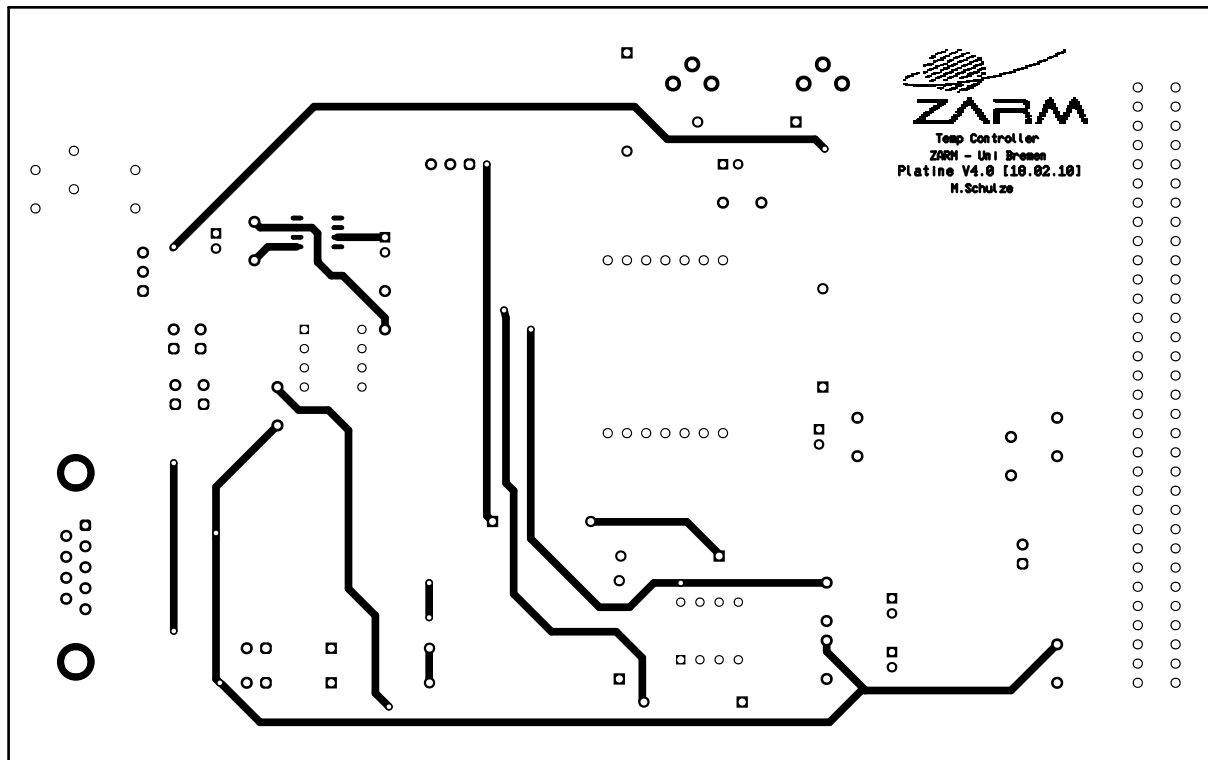 ZARM
Temp Controller
ZARM - Uni Bremen
Platine V4.0 [10.02.10]
M.Schulze